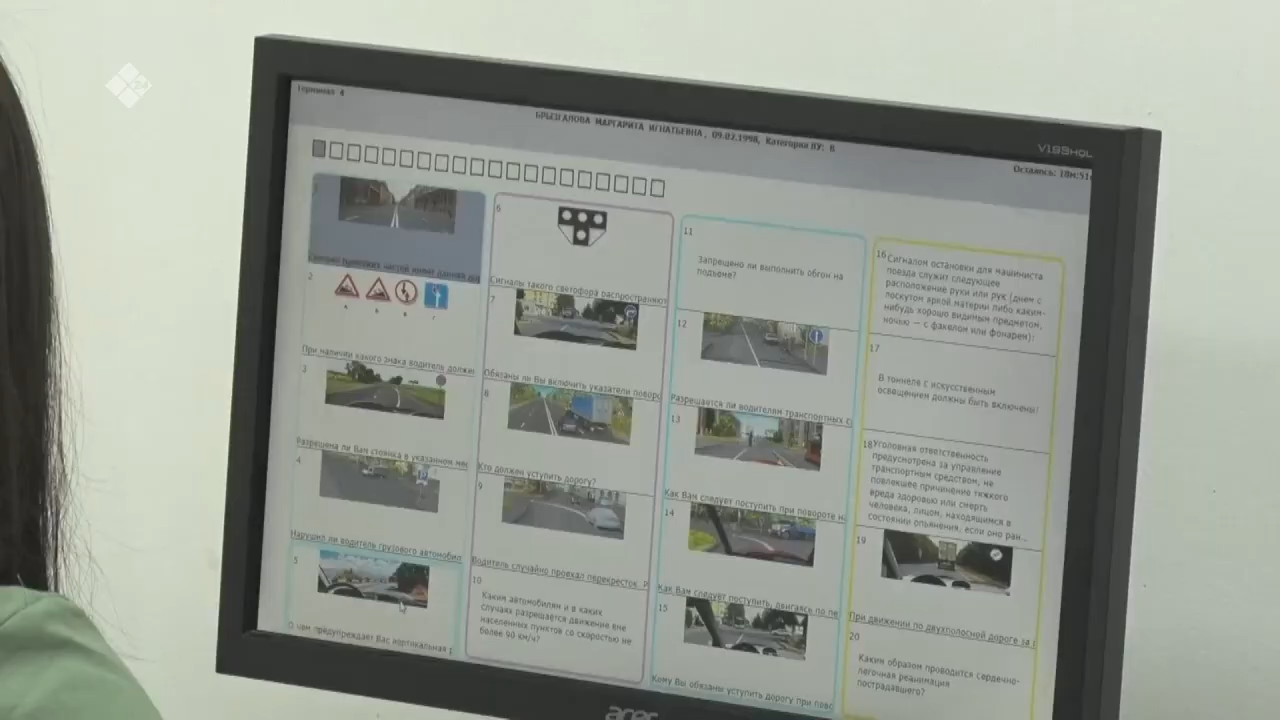 Терминал 4
БРЫЗГАЛОВА МАРГАРИТА ИГНАТЬЕВНА, 09.02.1998, Категории ВУ: B
V193HQL
Осталось: 18м:51
2
При наличии какого знака водитель должен
3
Разрешена ли Вам стоянка в указанном мес
4
Нарушил ли водитель грузового автомобил
5
О чем предупреждает Вас вертикальная
6
Сигналы такого светофора распространяют
7
Обязаны ли Вы включить указатели поворо
8
Кто должен уступить дорогу?
9
Водитель случайно проехал перекресток.
10
Каким автомобилям и в каких
случаях разрешается движение вне
населенных пунктов со скоростью не
более 90 км/ч?
11
Запрещено ли выполнить обгон на
подъеме?
12
Разрешается ли водителям транспортных с
13
Как Вам следует поступить при повороте н
14
Как Вам следует поступить, двигаясь по ле
15
Кому Вы обязаны уступить дорогу при пово
16 Сигналом остановки для машиниста
поезда служит следующее
расположение руки или рук (днем с
лоскутом яркой материи либо каким-
нибудь хорошо видимым предметом,
ночью — с факелом или фонарем):
17
В тоннеле с искусственным
освещением должны быть включены:
18 Уголовная ответственность
предусмотрена за управление
транспортным средством, не
повлекшее причинение тяжкого
вреда здоровью или смерть
человека, лицом, находящимся в
состоянии опьянения, если оно ран...
19
При движении по двухполосной дороге за
20
Каким образом проводится сердечно-
легочная реанимация
пострадавшего?
acer